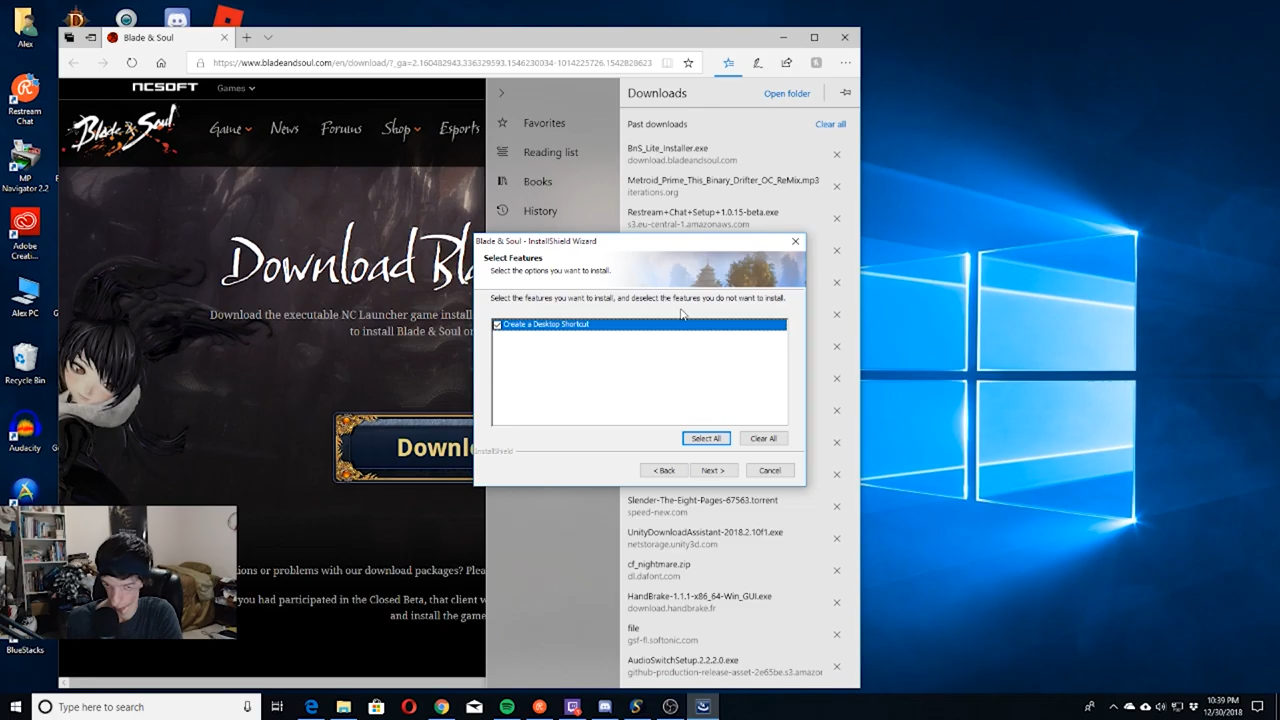 Alex
Restream
Chat
MP
Navigator 2.2
Adobe
Creati...
Alex PC
Recycle Bin
Audacity
BlueStacks
Blade & Soul
https://www.bladeandsoul.com/en/download/?_ga=2.160482943.336329593.1546230034-1014225726.1542828623
NCSOFT
Games
Blade & Soul
Game
News
Forums
Shop
Esports
Download Bl
Download the executable NC Launcher game install
to install Blade & Soul o
Downlo
ions or problems with our download packages? Plea
you had participated in the Closed Beta, that client w
and install the game
Favorites
Reading list
Books
History
Downloads
Open folder
Past downloads
Clear all
BnS_Lite_Installer.exe
download.bladeandsoul.com
Metroid_Prime_This_Binary_Drifter_OC_ReMix.mp3
iterations.org
Restream+Chat+Setup+1.0.15-beta.exe
s3.eu-central-1.amazonaws.com
Blade & Soul - InstallShield Wizard
Select Features
Select the options you want to install.
Select the features you want to install, and deselect the features you do not want to install.
Create a Desktop Shortcut
Select All
Clear All
InstallShield
< Back
Next >
Cancel
Slender-The-Eight-Pages-67563.torrent
speed-new.com
UnityDownloadAssistant-2018.2.10f1.exe
netstorage.unity3d.com
cf_nightmare.zip
dl.dafont.com
HandBrake-1.1.1-x86_64-Win_GUI.exe
download.handbrake.fr
file
gsf-fl.softonic.com
AudioSwitchSetup.2.2.2.0.exe
github-production-release-asset-2e65be.s3.amazor
Type here to search
10:39 PM
12/30/2018